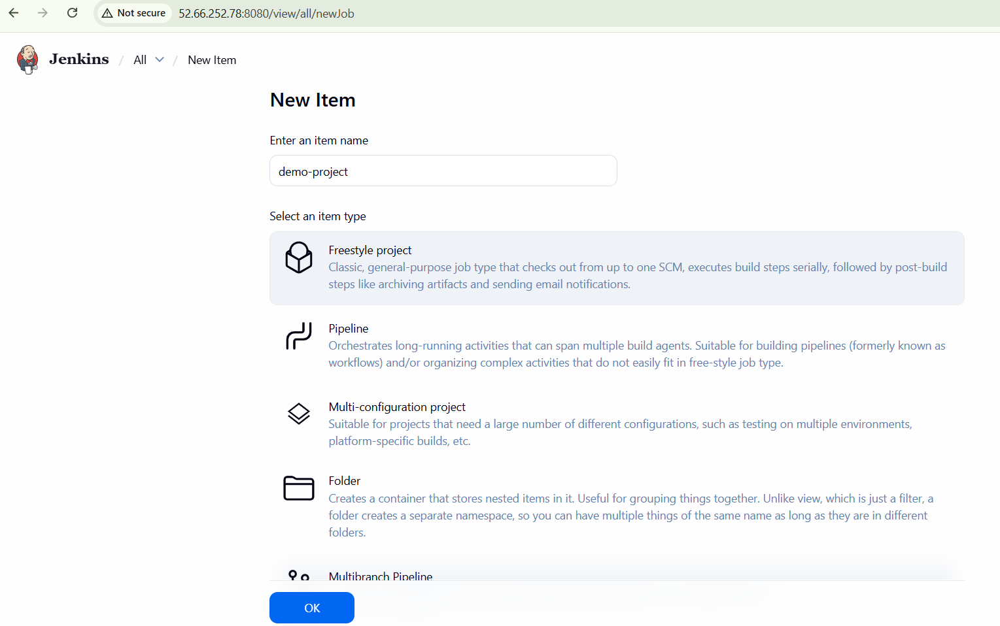 Not secure 52.66.252.78:8080/view/all/newJob
Jenkins / All / New Item
New Item
Enter an item name
demo-project
Select an item type
Freestyle project
Classic, general-purpose job type that checks out from up to one SCM, executes build steps serially, followed by post-build
steps like archiving artifacts and sending email notifications.
Pipeline
Orchestrates long-running activities that can span multiple build agents. Suitable for building pipelines (formerly known as
workflows) and/or organizing complex activities that do not easily fit in free-style job type.
Multi-configuration project
Suitable for projects that need a large number of different configurations, such as testing on multiple environments,
platform-specific builds, etc.
Folder
Creates a container that stores nested items in it. Useful for grouping things together. Unlike view, which is just a filter, a
folder creates a separate namespace, so you can have multiple things of the same name as long as they are in different
folders.
Multibranch Pipeline
OK